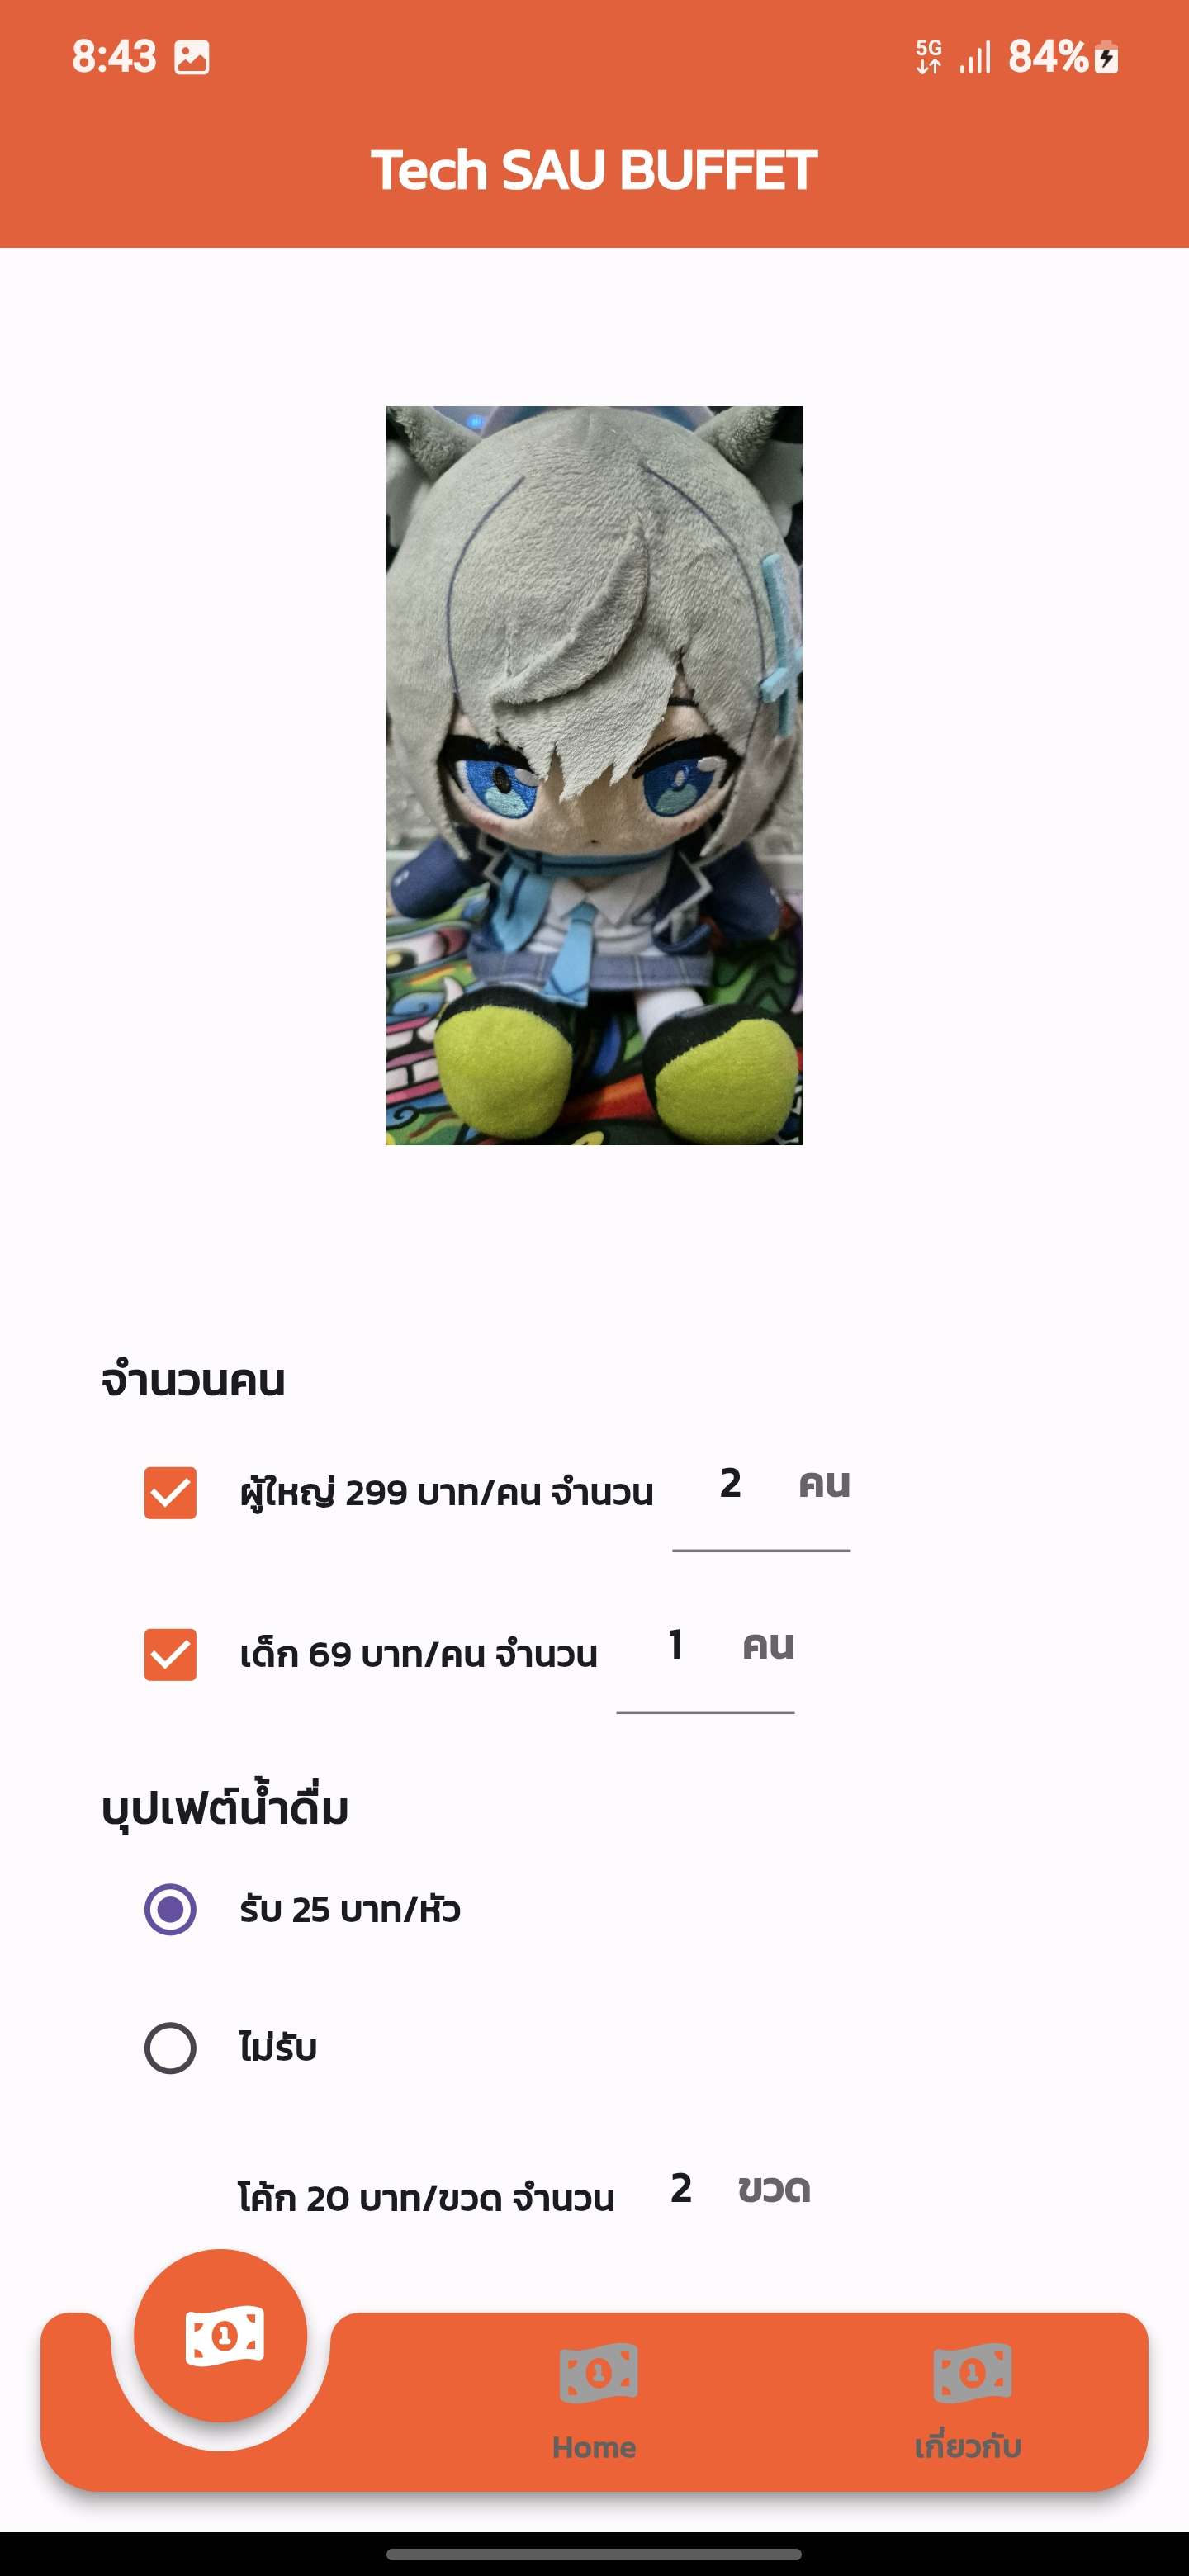 8:43 5G 84%
Tech SAU BUFFET
จำนวนคน
ผู้ใหญ่ 299 บาท/คน จำนวน 2 คน
เด็ก 69 บาท/คน จำนวน 1 คน
บุปเฟต์น้ำดื่ม
รับ 25 บาท/หัว
ไม่รับ
โค้ก 20 บาท/ขวด จำนวน 2 ขวด
1 1 1
Home เกี่ยวกับ